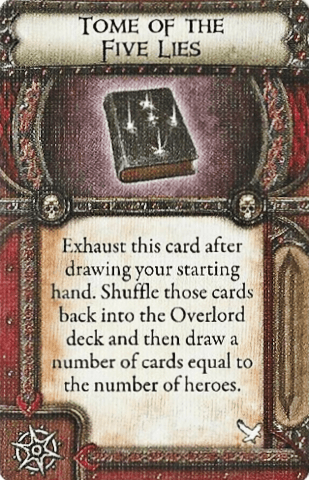 Tome of the
Five Lies
Exhaust this card after
drawing your starting
hand. Shuffle those cards
back into the Overlord
deck and then draw a
number of cards equal to
the number of heroes.